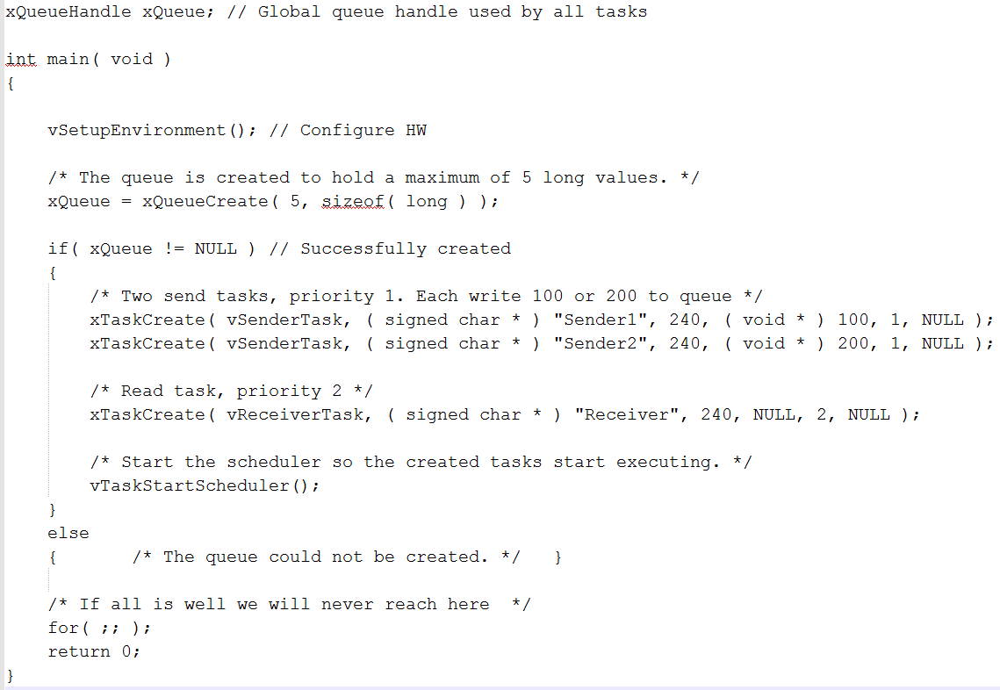 xQueueHandle xQueue; // Global queue handle used by all tasks
int main( void )
{
vSetupEnvironment(); // Configure HW
/* The queue is created to hold a maximum of 5 long values. */
xQueue = xQueueCreate( 5, sizeof( long ) );
if( xQueue != NULL ) // Successfully created
{
/* Two send tasks, priority 1. Each write 100 or 200 to queue */
xTaskCreate( vSenderTask, ( signed char * ) "Sender1", 240, ( void * ) 100, 1, NULL );
xTaskCreate( vSenderTask, ( signed char * ) "Sender2", 240, ( void * ) 200, 1, NULL );
/* Read task, priority 2 */
xTaskCreate( vReceiverTask, ( signed char * ) "Receiver", 240, NULL, 2, NULL );
/* Start the scheduler so the created tasks start executing. */
vTaskStartScheduler();
}
else
{ /* The queue could not be created. */ }
/* If all is well we will never reach here */
for( ;; );
return 0;
}